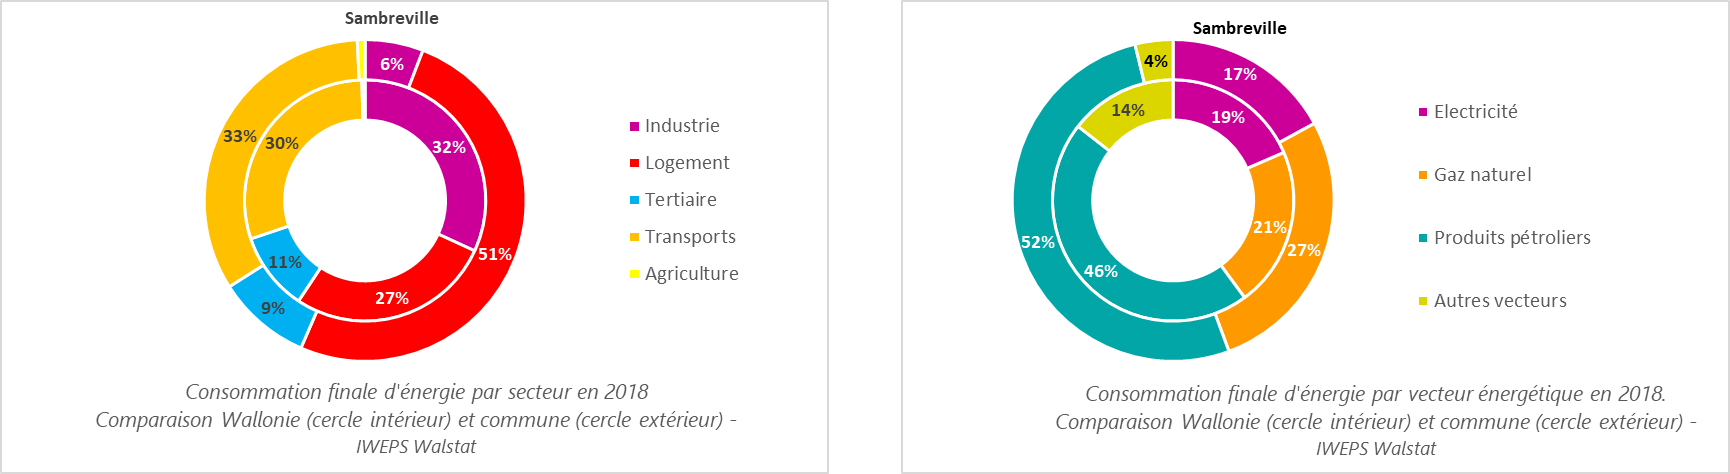 Sambreville
6%
32%
33%
30%
51%
11%
27%
9%
Industrie
Logement
Tertiaire
Transports
Agriculture
Consommation finale d'énergie par secteur en 2018
Comparaison Wallonie (cercle intérieur) et commune (cercle extérieur) -
IWEPS Walstat
Sambreville
4%
17%
14%
19%
21%
52%
27%
46%
Electricité
Gaz naturel
Produits pétroliers
Autres vecteurs
Consommation finale d'énergie par vecteur énergétique en 2018.
Comparaison Wallonie (cercle intérieur) et commune (cercle extérieur) -
IWEPS Walstat